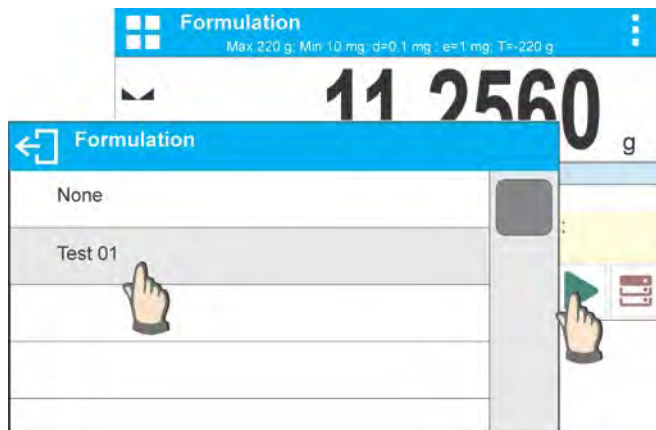 Formulation
Max 220 g; Min 10 mg; d=0.1 mg ; e=1 mg; T=-220 g
11.2560
g
Formulation
None
Test 01
: